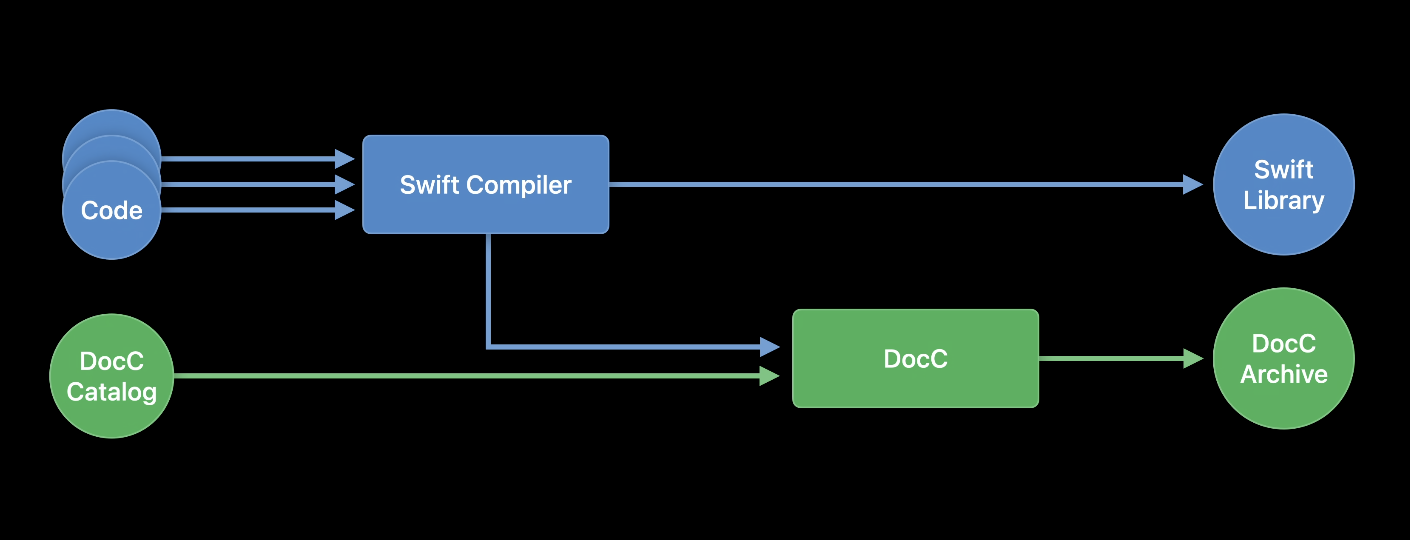 Code
Swift Compiler
Swift
Library
DocC
Catalog
DocC
DocC
Archive